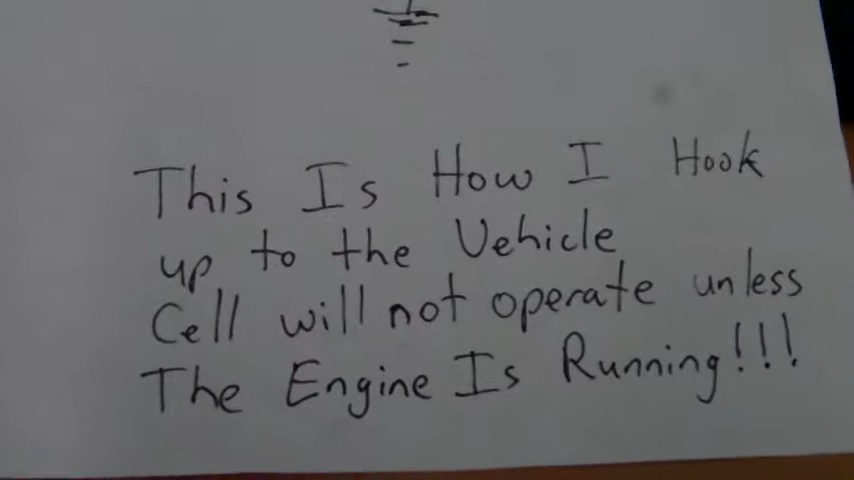 This Is How I Hook
up to the Vehicle
Cell will not operate unless
The Engine Is Running!!!